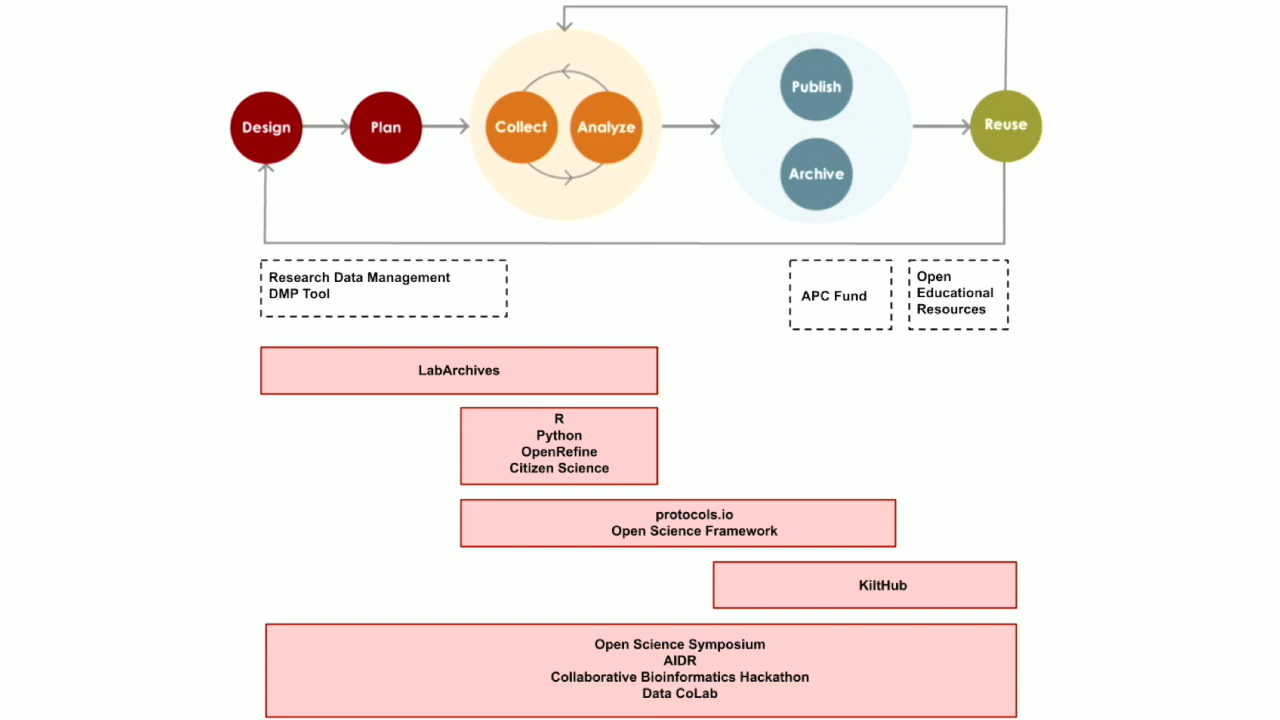 Design
Plan
Collect
Analyze
Publish
Archive
Reuse
Research Data Management
DMP Tool
APC Fund
Open
Educational
Resources
LabArchives
R
Python
OpenRefine
Citizen Science
protocols.io
Open Science Framework
KiltHub
Open Science Symposium
AIDR
Collaborative Bioinformatics Hackathon
Data CoLab